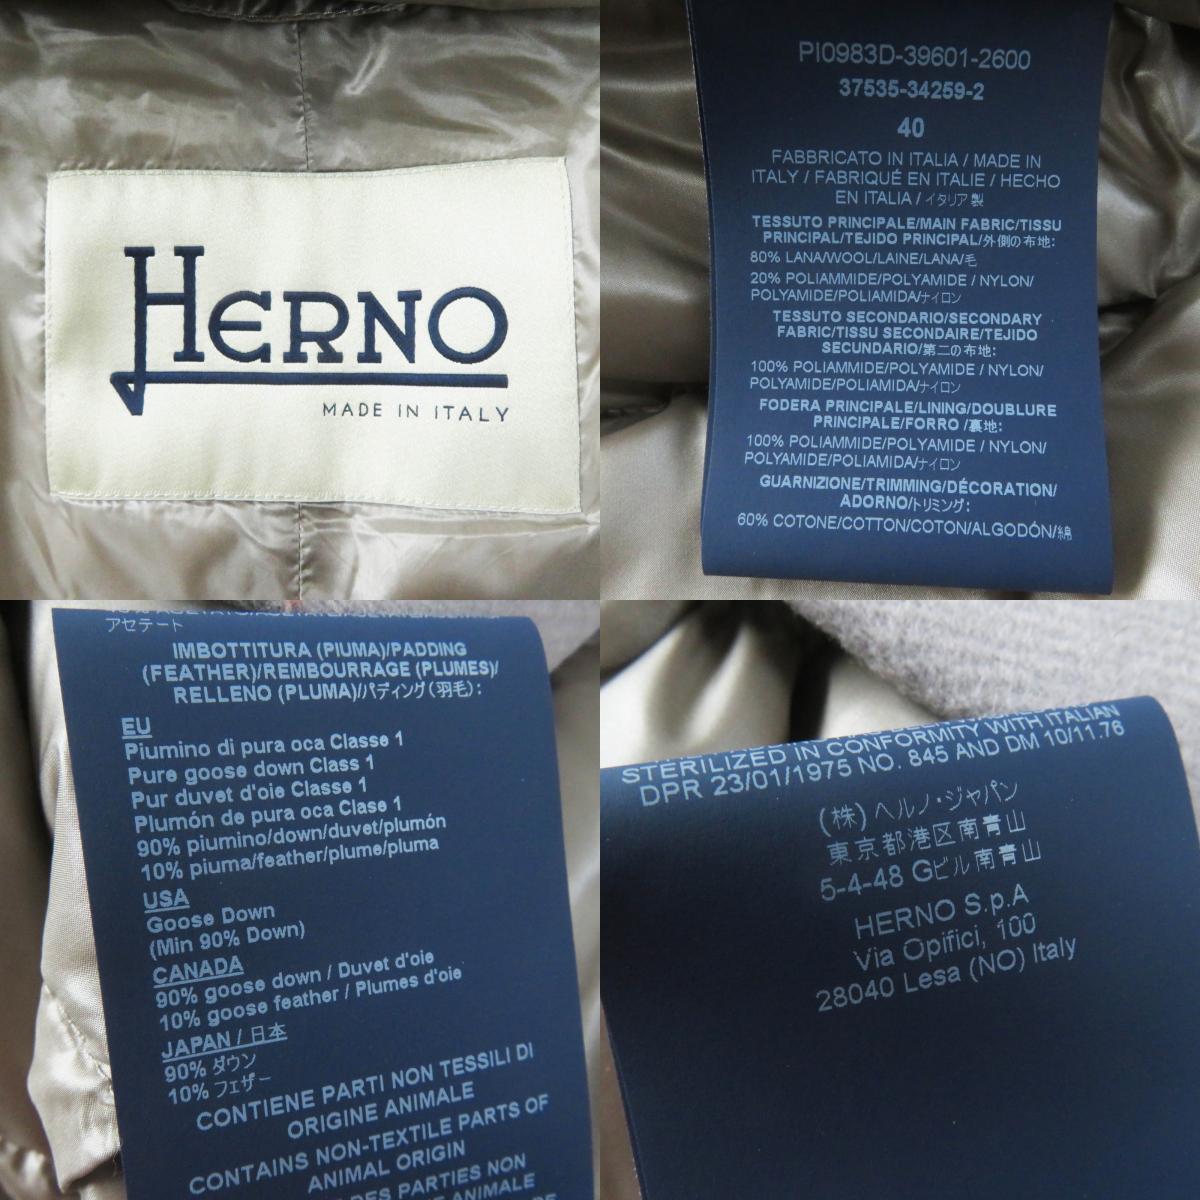 HERNO
MADE IN ITALY
PI0983D-39601-2600
37535-34259-2
40
FABBRICATO IN ITALIA / MADE IN
ITALY / FABRIQUÉ EN ITALIE / HECHO
EN ITALIA / イタリア製
TESSUTO PRINCIPALE/MAIN FABRIC/TISSU
PRINCIPAL/TEJIDO PRINCIPAL/外側の布地:
80% LANA/WOOL/LAINE/LANA/毛
20% POLIAMMIDE/POLYAMIDE / NYLON/
POLYAMIDE/POLIAMIDA/ナイロン
TESSUTO SECONDARIO/SECONDARY
FABRIC/TISSU SECONDAIRE/TEJIDO
SECUNDARIO/第二の布地:
100% POLIAMMIDE/POLYAMIDE / NYLON/
POLYAMIDE/POLIAMIDA/ナイロン
FODERA PRINCIPALE/LINING/DOUBLURE
PRINCIPALE/FORRO /裏地:
100% POLIAMMIDE/POLYAMIDE / NYLON/
POLYAMIDE/POLIAMIDA/ナイロン
GUARNIZIONE/TRIMMING/DÉCORATION/
ADORNO/トリミング:
60% COTONE/COTTON/COTON/ALGODÓN/綿
アセテート
IMBOTTITURA (PIUMA)/PADDING
(FEATHER)/REMBOURRAGE (PLUMES)/
RELLENO (PLUMA)/パディング(羽毛):
EU
Piumino di pura oca Classe 1
Pure goose down Class 1
Pur duvet d'oie Classe 1
Plumón de pura oca Clase 1
90% piumino/down/duvet/plumón
10% piuma/feather/plume/pluma
USA
Goose Down
(Min 90% Down)
CANADA
90% goose down / Duvet d'oie
10% goose feather / Plumes d'oie
JAPAN / 日本
90% ダウン
10% フェザー
CONTIENE PARTI NON TESSILI DI
ORIGINE ANIMALE
CONTAINS NON-TEXTILE PARTS OF
ANIMAL ORIGIN
DES PARTIES NON
STERILIZED IN CONFORMITY WITH ITALIAN
DPR 23/01/1975 NO. 845 AND DM 10/11.76
(株)ヘルノ・ジャパン
東京都港区南青山
5-4-48 Gビル南青山
HERNO S.p.A
Via Opifici, 100
28040 Lesa (NO) Italy